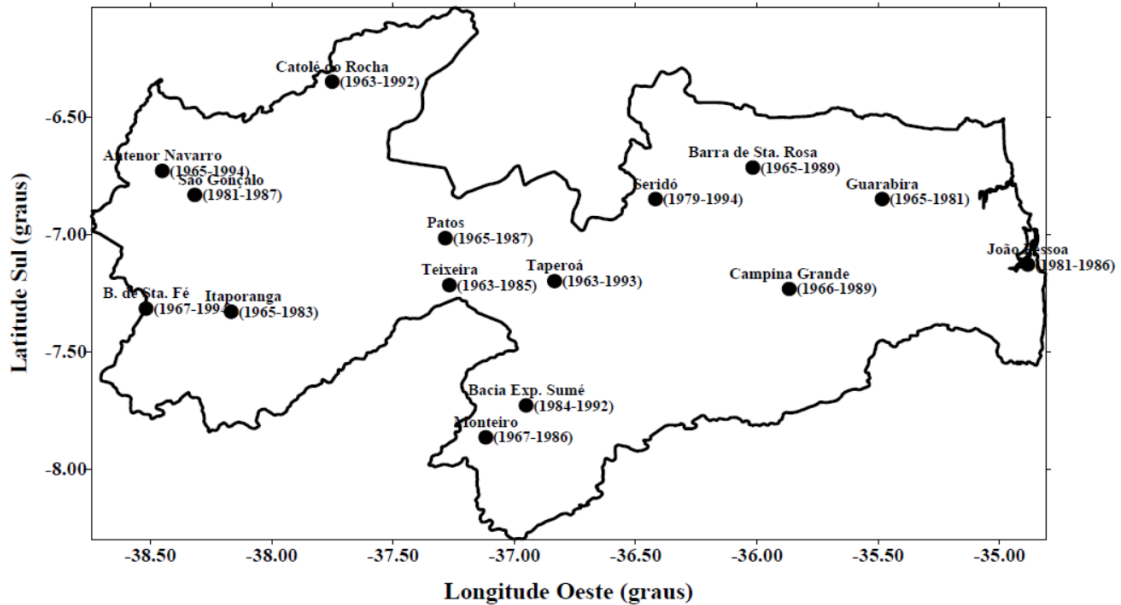 Catolé do Rocha
(1963-1992)
-6.50
Antenor Navarro
(1965-1994)
São Gonçalo
(1981-1987)
Barra de Sta. Rosa
(1965-1989)
Seridó
(1979-1994)
Guarabira
(1965-1981)
Patos
(1965-1987)
-7.00
João Pessoa
(1981-1986)
Teixeira
(1963-1985)
Taperoá
(1963-1993)
Campina Grande
(1966-1989)
B. de Sta. Fé
(1967-1994
Itaporanga
(1965-1983)
-7.50
Bacia Exp. Sumé
(1984-1992)
Monteiro
(1967-1986)
-8.00
Latitude Sul (graus)
-38.50 -38.00 -37.50 -37.00 -36.50 -36.00 -35.50 -35.00
Longitude Oeste (graus)